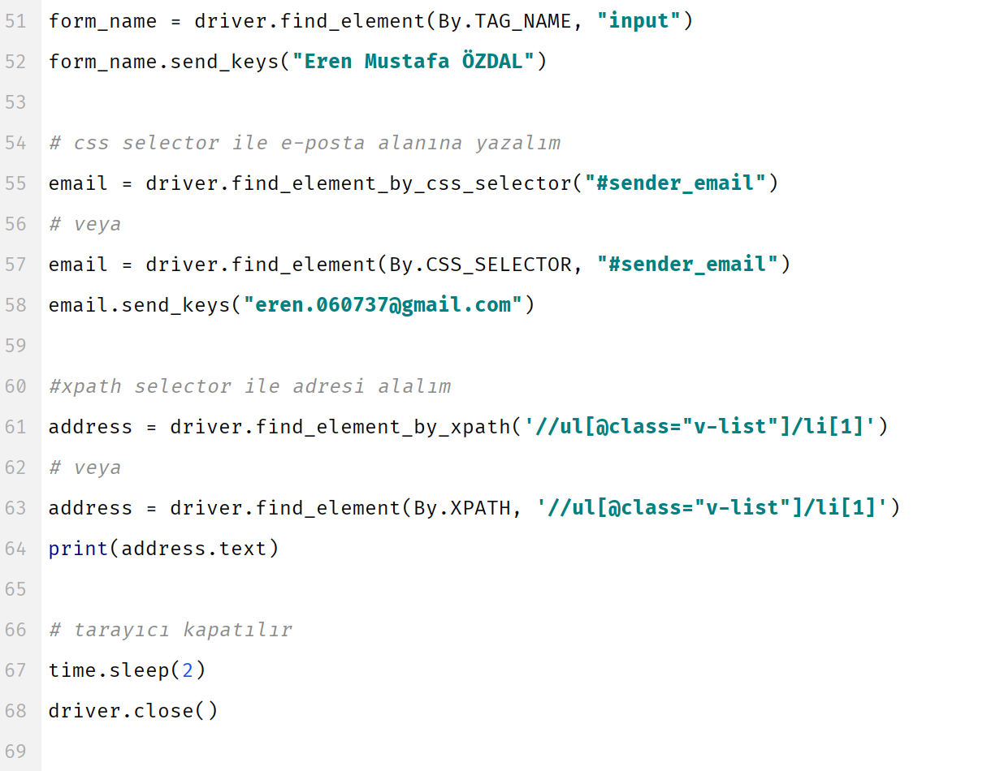 51 form_name = driver.find_element(By.TAG_NAME, "input")
52 form_name.send_keys("Eren Mustafa ÖZDAL")
53
54 # css selector ile e-posta alanına yazalım
55 email = driver.find_element_by_css_selector("#sender_email")
56 # veya
57 email = driver.find_element(By.CSS_SELECTOR, "#sender_email")
58 email.send_keys("eren.060737@gmail.com")
59
60 #xpath selector ile adresi alalım
61 address = driver.find_element_by_xpath('//ul[@class="v-list"]/li[1]')
62 # veya
63 address = driver.find_element(By.XPATH, '//ul[@class="v-list"]/li[1]')
64 print(address.text)
65
66 # tarayıcı kapatılır
67 time.sleep(2)
68 driver.close()
69